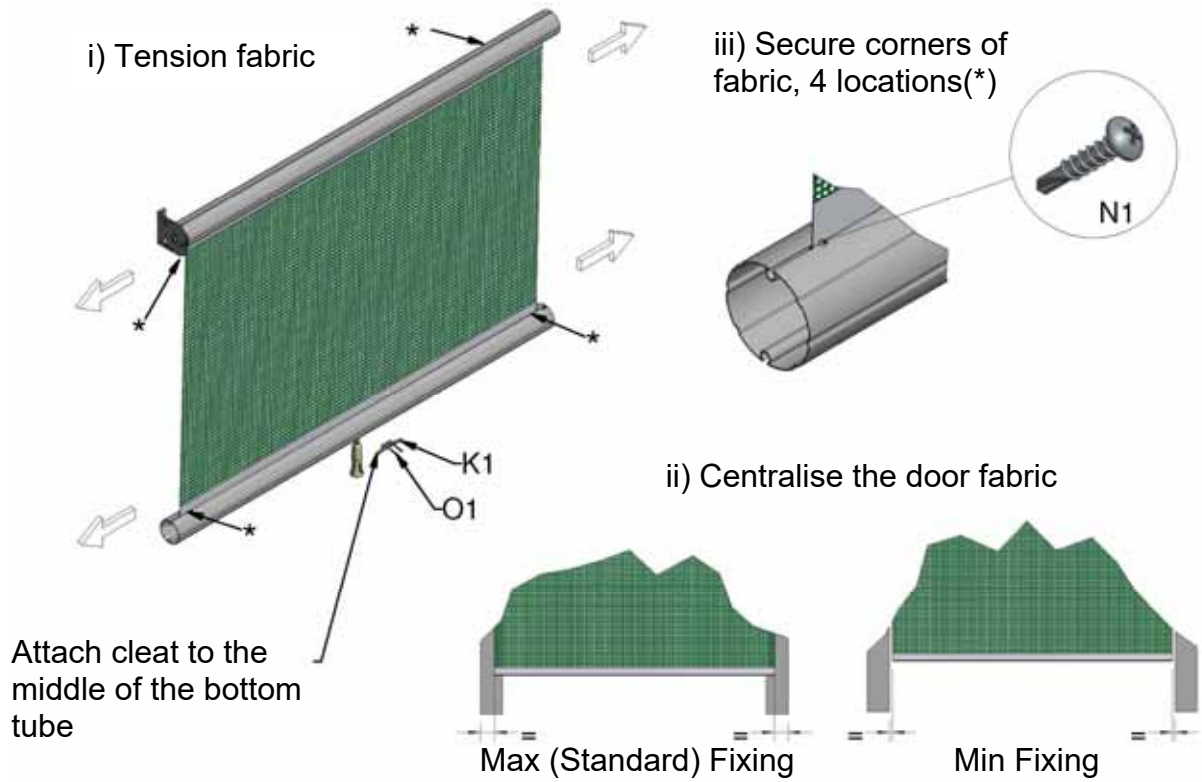 i) Tension fabric
*
*
*
*
K1
O1
Attach cleat to the
middle of the bottom
tube
iii) Secure corners of
fabric, 4 locations(*)
N1
ii) Centralise the door fabric
= =
Max (Standard) Fixing
= =
Min Fixing